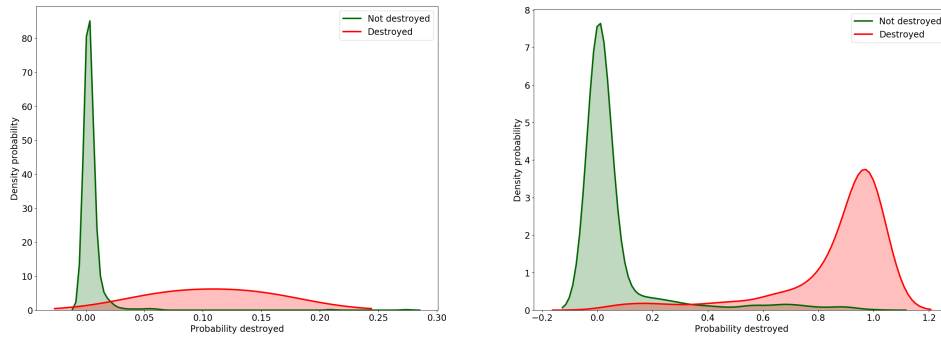 Not destroyed
Destroyed
80
70
60
50
40
30
20
10
0
Density probability
0.00 0.05 0.10 0.15 0.20 0.25 0.30
Probability destroyed
Not destroyed
Destroyed
8
7
6
5
4
3
2
1
0
Density probability
−0.2 0.0 0.2 0.4 0.6 0.8 1.0 1.2
Probability destroyed